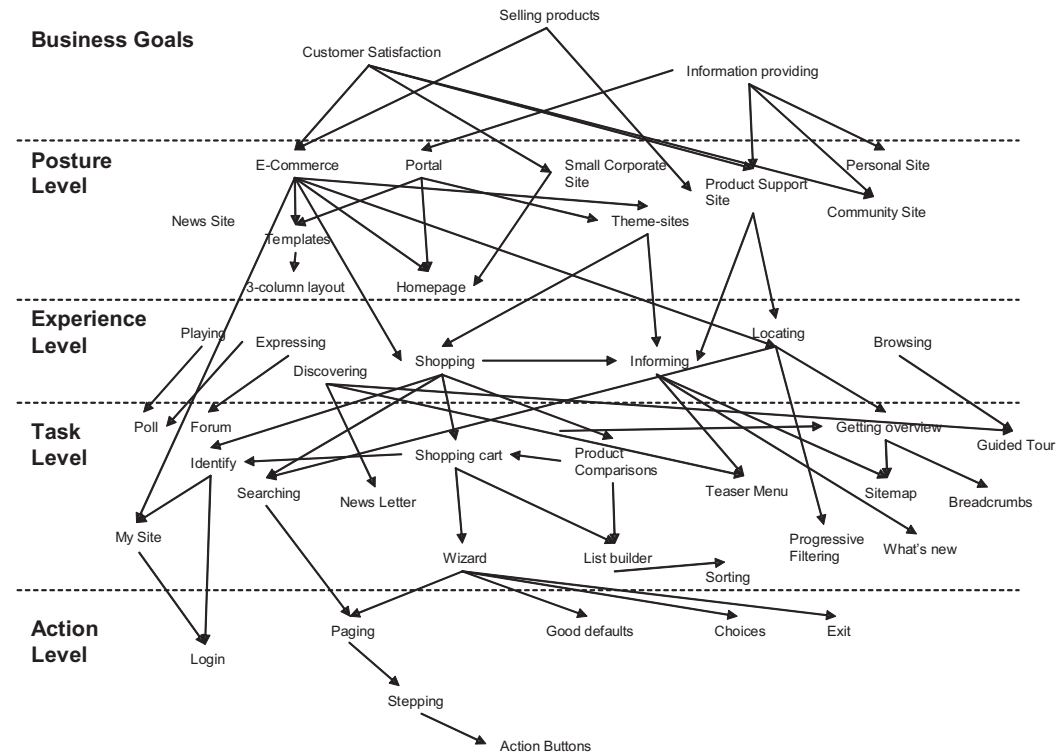 Selling products
Business Goals
Customer Satisfaction
Information providing
Posture
Level
E-Commerce
Portal
Small Corporate
Site
Product Support
Site
Personal Site
Community Site
News Site
Templates
Theme-sites
3-column layout
Homepage
Experience
Level
Playing
Expressing
Discovering
Shopping
Informing
Locating
Browsing
Task
Level
Poll
Forum
Getting overview
Guided Tour
Identify
Shopping cart
Product
Comparisons
Searching
News Letter
Teaser Menu
Sitemap
Breadcrumbs
My Site
Wizard
List builder
Sorting
Progressive
Filtering
What's new
Action
Level
Paging
Good defaults
Choices
Exit
Login
Stepping
Action Buttons